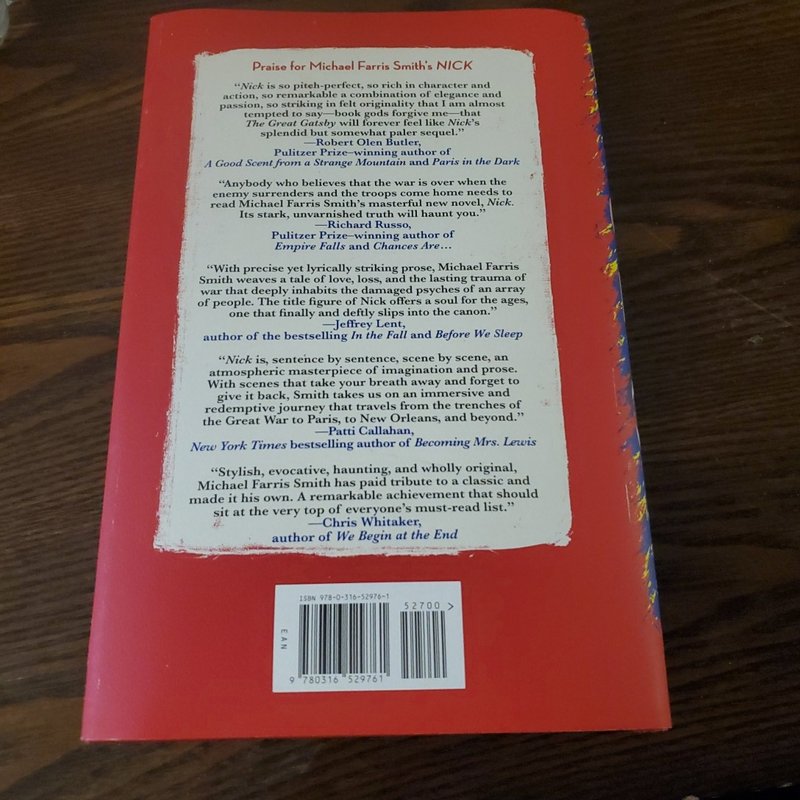 Praise for Michael Farris Smith's NICK
“Nick is so pitch-perfect, so rich in character and
action, so remarkable a combination of elegance and
passion, so striking in felt originality that I am almost
tempted to say—book gods forgive me—that
The Great Gatsby will forever feel like Nick’s
splendid but somewhat paler sequel.”
—Robert Olen Butler,
Pulitzer Prize–winning author of
A Good Scent from a Strange Mountain and Paris in the Dark
“Anybody who believes that the war is over when the
enemy surrenders and the troops come home needs to
read Michael Farris Smith’s masterful new novel, Nick.
Its stark, unvarnished truth will haunt you.”
—Richard Russo,
Pulitzer Prize–winning author of
Empire Falls and Chances Are…
“With precise yet lyrically striking prose, Michael Farris
Smith weaves a tale of love, loss, and the lasting trauma of
war that deeply inhabits the damaged psyches of an array
of people. The title figure of Nick offers a soul for the ages,
one that finally and deftly slips into the canon.”
—Jeffrey Lent,
author of the bestselling In the Fall and Before We Sleep
“Nick is, sentence by sentence, scene by scene, an
atmospheric masterpiece of imagination and prose.
With scenes that take your breath away and forget to
give it back, Smith takes us on an immersive and
redemptive journey that travels from the trenches of
the Great War to Paris, to New Orleans, and beyond.”
—Patti Callahan,
New York Times bestselling author of Becoming Mrs. Lewis
“Stylish, evocative, haunting, and wholly original,
Michael Farris Smith has paid tribute to a classic and
made it his own. A remarkable achievement that should
sit at the very top of everyone’s must-read list.”
—Chris Whitaker,
author of We Begin at the End
ISBN 978-0-316-52976-1
52700 >
EAN
9 780316 529761